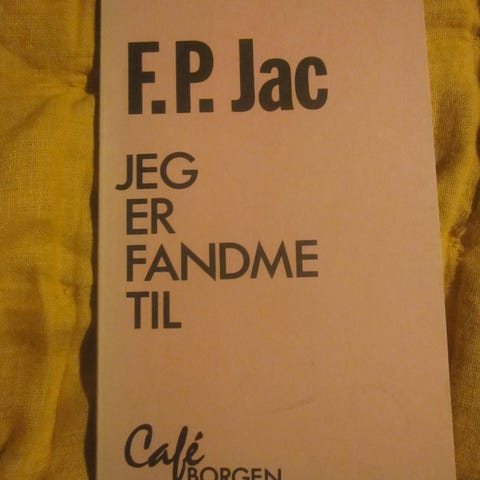 F.P. Jac
JEG
ER
FANDME
TIL
Café
BORGEN